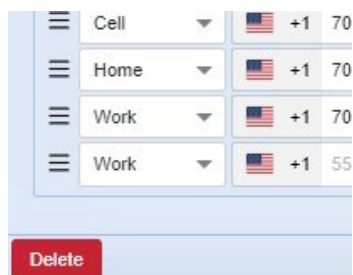 Cell +1 70
Home +1 70
Work +1 70
Work +1 55
Delete